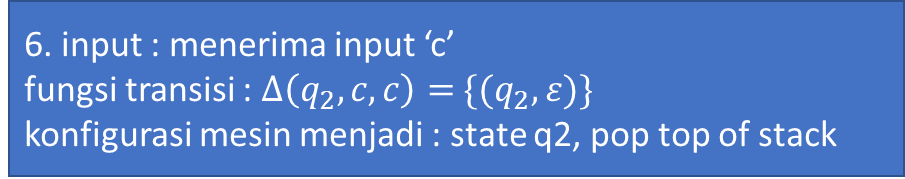 6. input : menerima input ‘c’
fungsi transisi : Δ(𝑞₂, 𝑐, 𝑐) = {(𝑞₂, 𝜀)}
konfigurasi mesin menjadi : state q2, pop top of stack